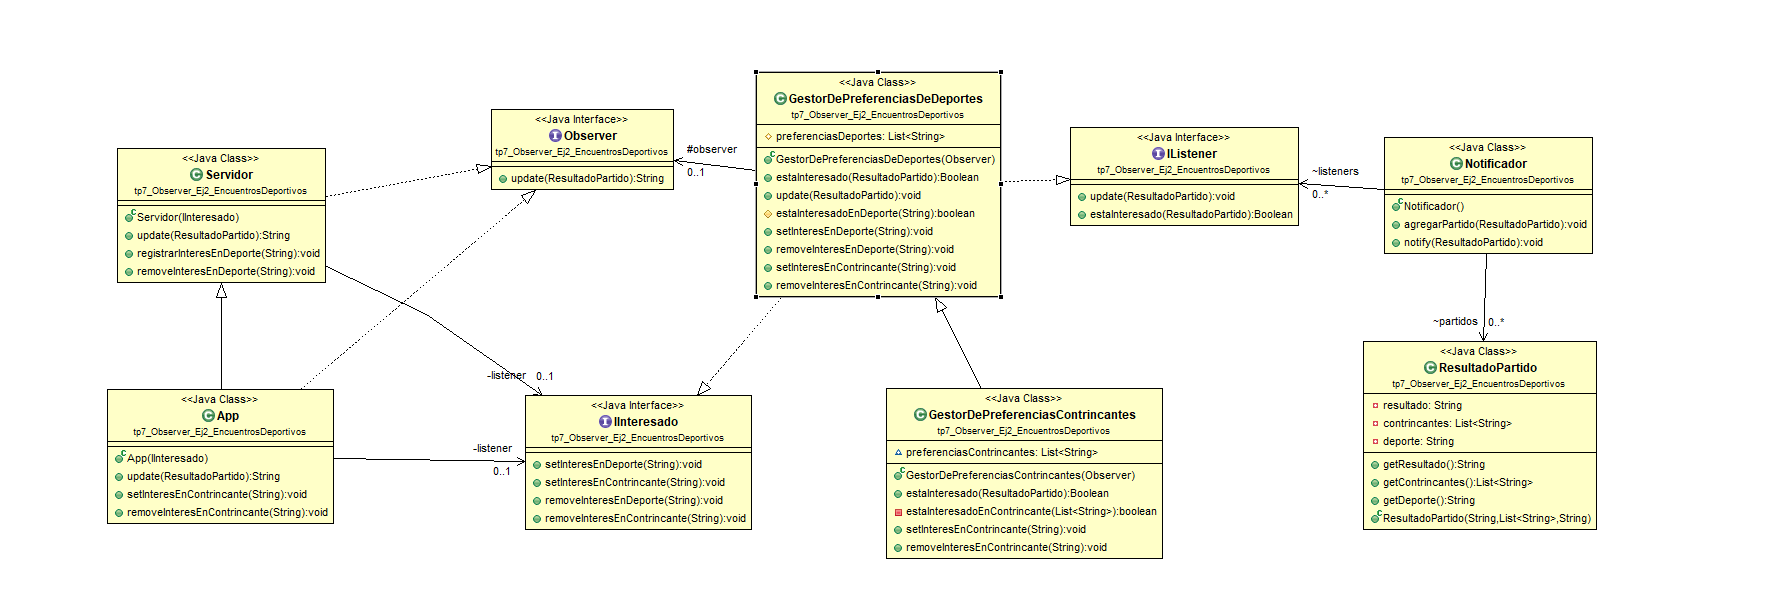 <<Java Class>>
Servidor
tp7_Observer_Ej2_EncuentrosDeportivos
Servidor(IInteresado)
update(ResultadoPartido):String
registrarInteresEnDeporte(String):void
removeInteresEnDeporte(String):void
<<Java Interface>>
Observer
tp7_Observer_Ej2_EncuentrosDeportivos
update(ResultadoPartido):String
#observer
0..1
<<Java Class>>
GestorDePreferenciasDeDeportes
tp7_Observer_Ej2_EncuentrosDeportivos
preferenciasDeportes: List<String>
GestorDePreferenciasDeDeportes(Observer)
estaInteresado(ResultadoPartido):Boolean
update(ResultadoPartido):void
estaInteresadoEnDeporte(String):boolean
setInteresEnDeporte(String):void
removeInteresEnDeporte(String):void
setInteresEnContrincante(String):void
removeInteresEnContrincante(String):void
<<Java Interface>>
IListener
tp7_Observer_Ej2_EncuentrosDeportivos
update(ResultadoPartido):void
estaInteresado(ResultadoPartido):Boolean
~listeners
0..*
<<Java Class>>
Notificador
tp7_Observer_Ej2_EncuentrosDeportivos
Notificador()
agregarPartido(ResultadoPartido):void
notify(ResultadoPartido):void
~partidos
0..*
<<Java Class>>
App
tp7_Observer_Ej2_EncuentrosDeportivos
App(IInteresado)
update(ResultadoPartido):String
setInteresEnContrincante(String):void
removeInteresEnContrincante(String):void
-listener
0..1
-listener
0..1
<<Java Interface>>
IInteresado
tp7_Observer_Ej2_EncuentrosDeportivos
setInteresEnDeporte(String):void
setInteresEnContrincante(String):void
removeInteresEnDeporte(String):void
removeInteresEnContrincante(String):void
<<Java Class>>
GestorDePreferenciasContrincantes
tp7_Observer_Ej2_EncuentrosDeportivos
preferenciasContrincantes: List<String>
GestorDePreferenciasContrincantes(Observer)
estaInteresado(ResultadoPartido):Boolean
estaInteresadoEnContrincante(List<String>):boolean
setInteresEnContrincante(String):void
removeInteresEnContrincante(String):void
<<Java Class>>
ResultadoPartido
tp7_Observer_Ej2_EncuentrosDeportivos
resultado: String
contrincantes: List<String>
deporte: String
getResultado():String
getContrincantes():List<String>
getDeporte():String
ResultadoPartido(String,List<String>,String)